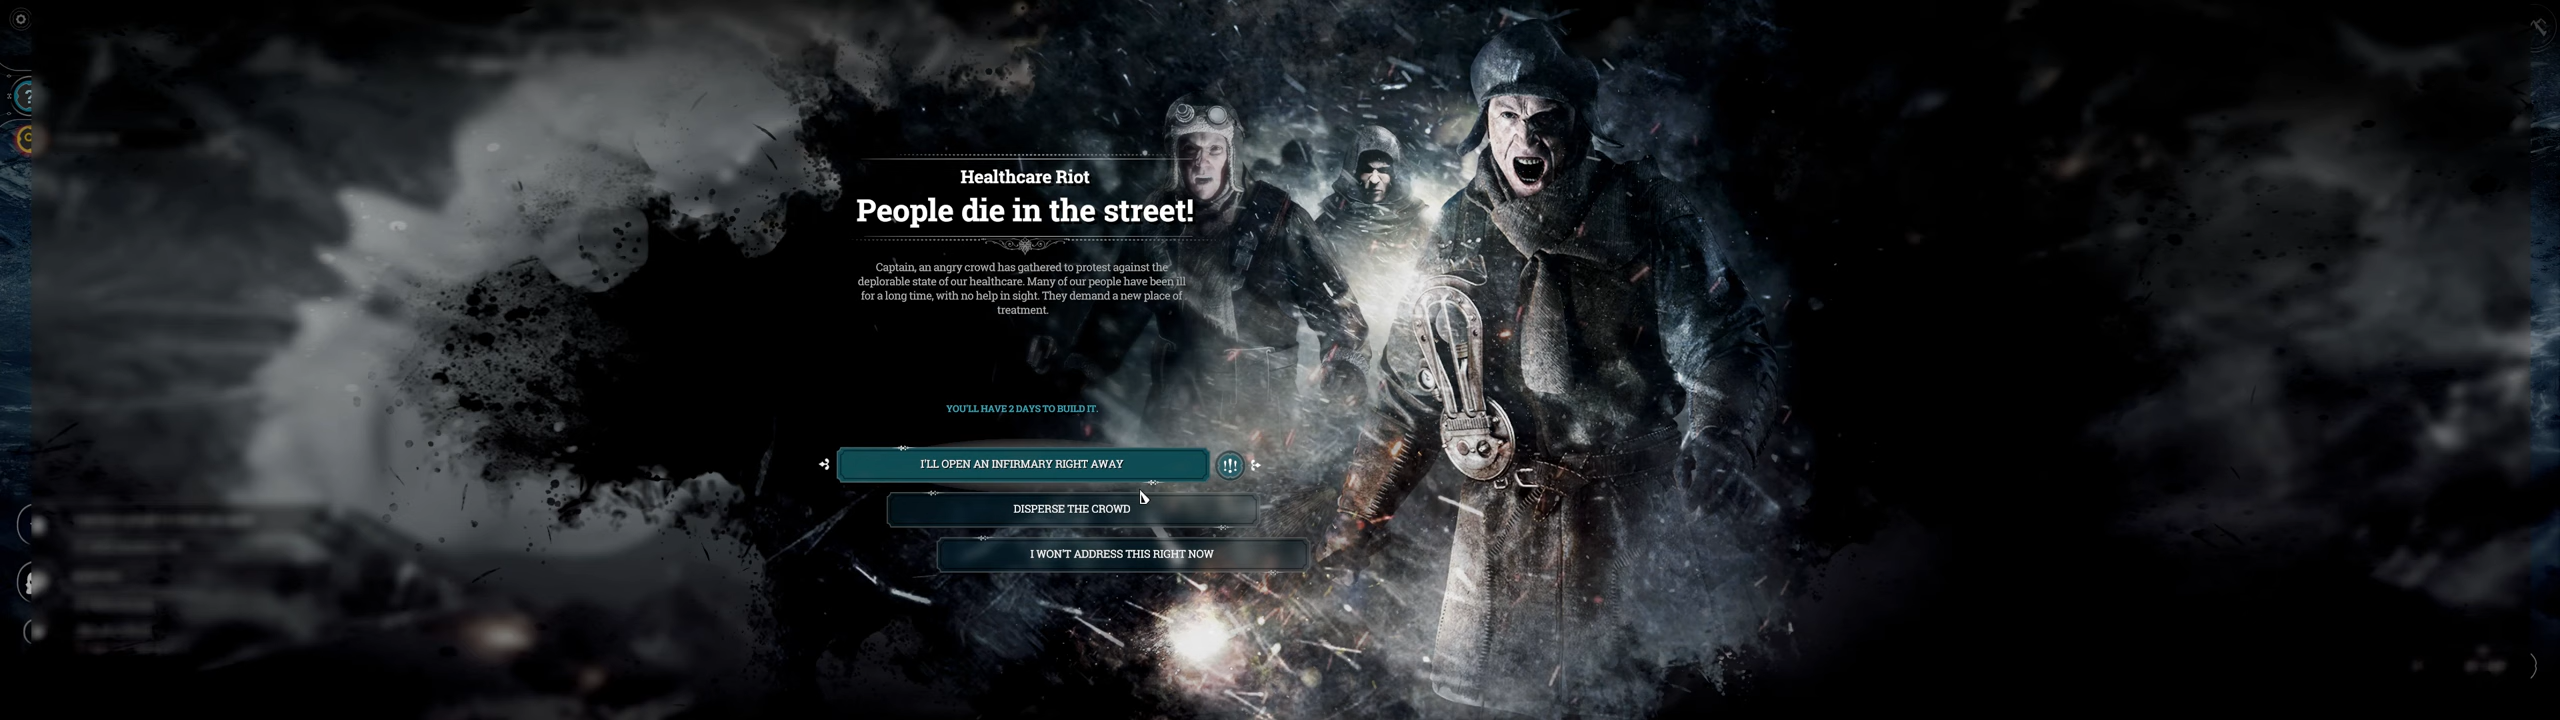 Healthcare Riot
People die in the street!
Captain, an angry crowd has gathered to protest against the
deplorable state of our healthcare. Many of our people have been ill
for a long time, with no help in sight. They demand a new place of
treatment.
YOU'LL HAVE 2 DAYS TO BUILD IT.
I'LL OPEN AN INFIRMARY RIGHT AWAY
DISPERSE THE CROWD
I WON'T ADDRESS THIS RIGHT NOW